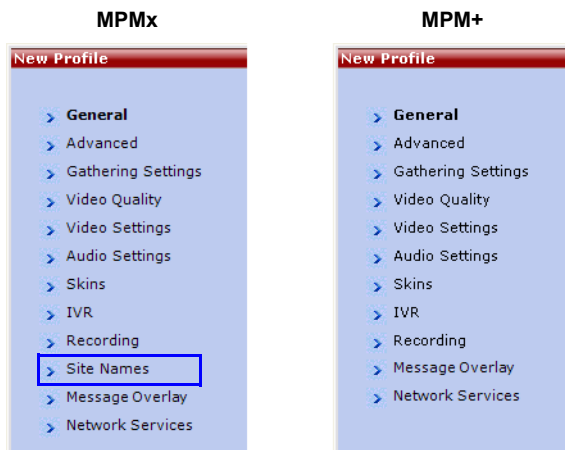 MPMx
New Profile
General
Advanced
Gathering Settings
Video Quality
Video Settings
Audio Settings
Skins
IVR
Recording
Site Names
Message Overlay
Network Services
MPM+
New Profile
General
Advanced
Gathering Settings
Video Quality
Video Settings
Audio Settings
Skins
IVR
Recording
Message Overlay
Network Services